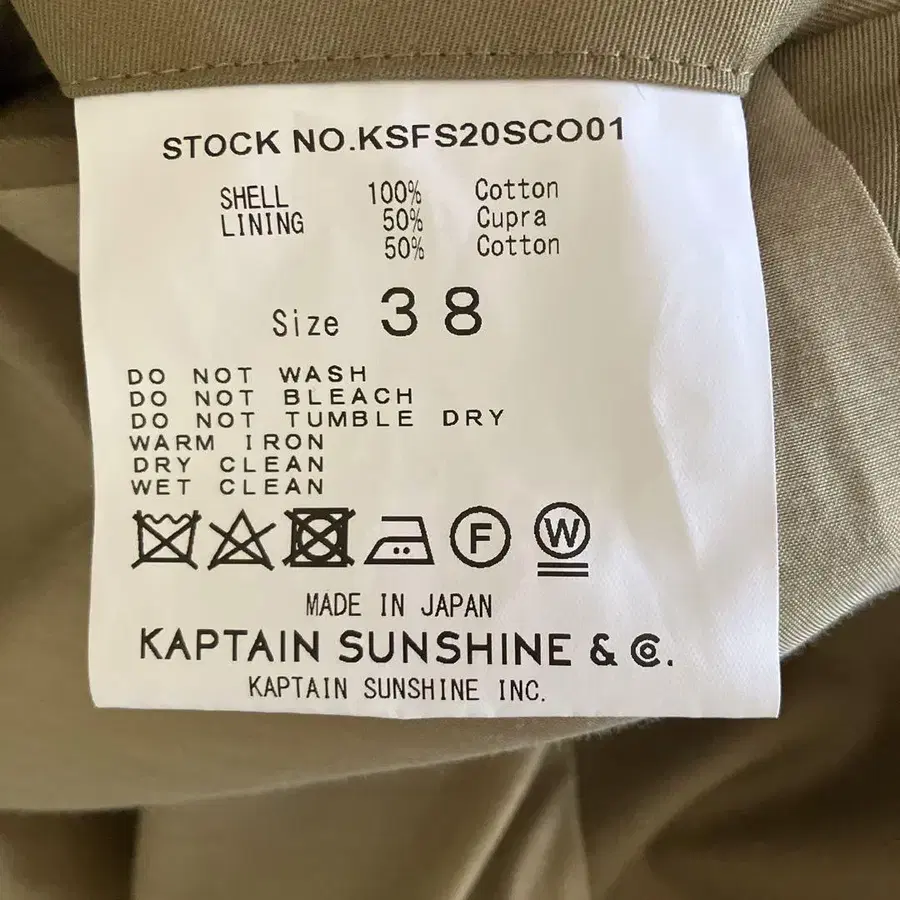 STOCK NO.KSFS20SCO01
SHELL 100% Cotton
LINING 50% Cupra
50% Cotton
Size 38
DO NOT WASH
DO NOT BLEACH
DO NOT TUMBLE DRY
WARM IRON
DRY CLEAN
WET CLEAN
F W
MADE IN JAPAN
KAPTAIN SUNSHINE & Co.
KAPTAIN SUNSHINE INC.